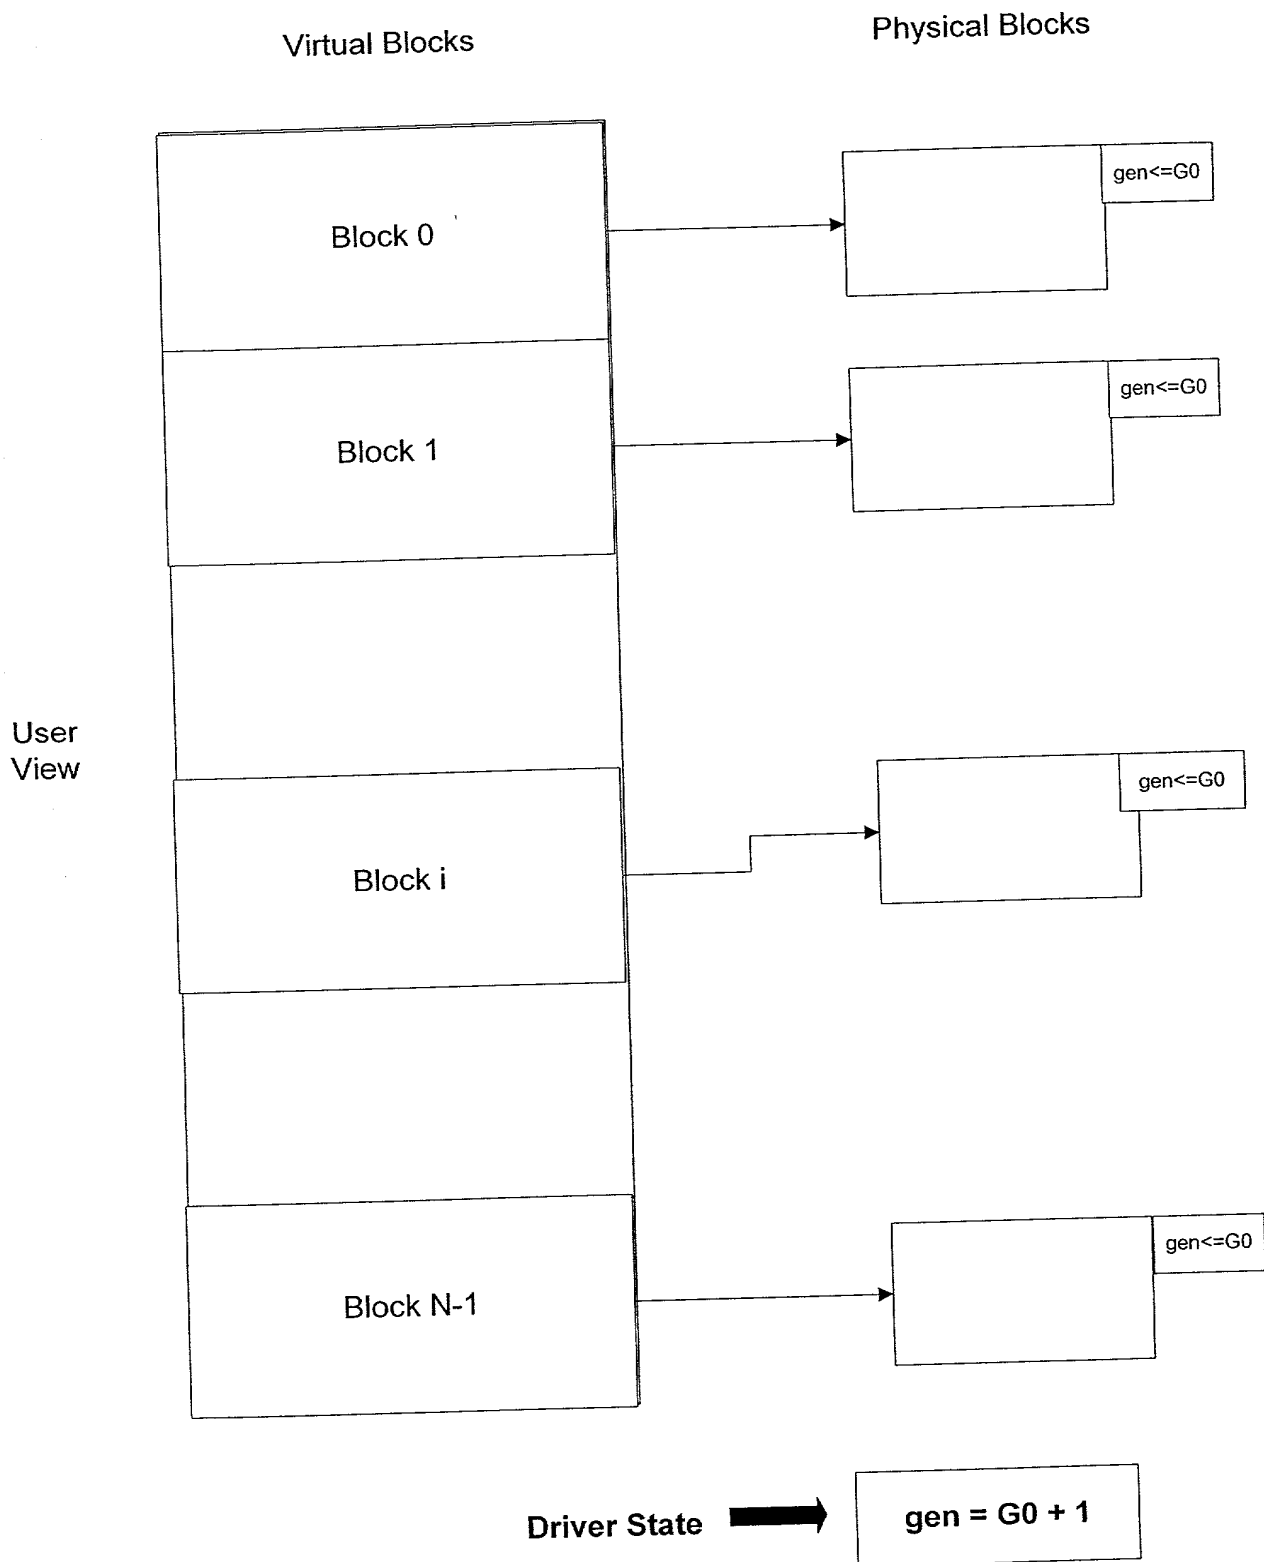 Virtual Blocks
Physical Blocks
gen<=G0
Block 0
gen<=G0
Block 1
User
View
gen<=G0
Block i
gen<=G0
Block N-1
Driver State
gen = G0 + 1